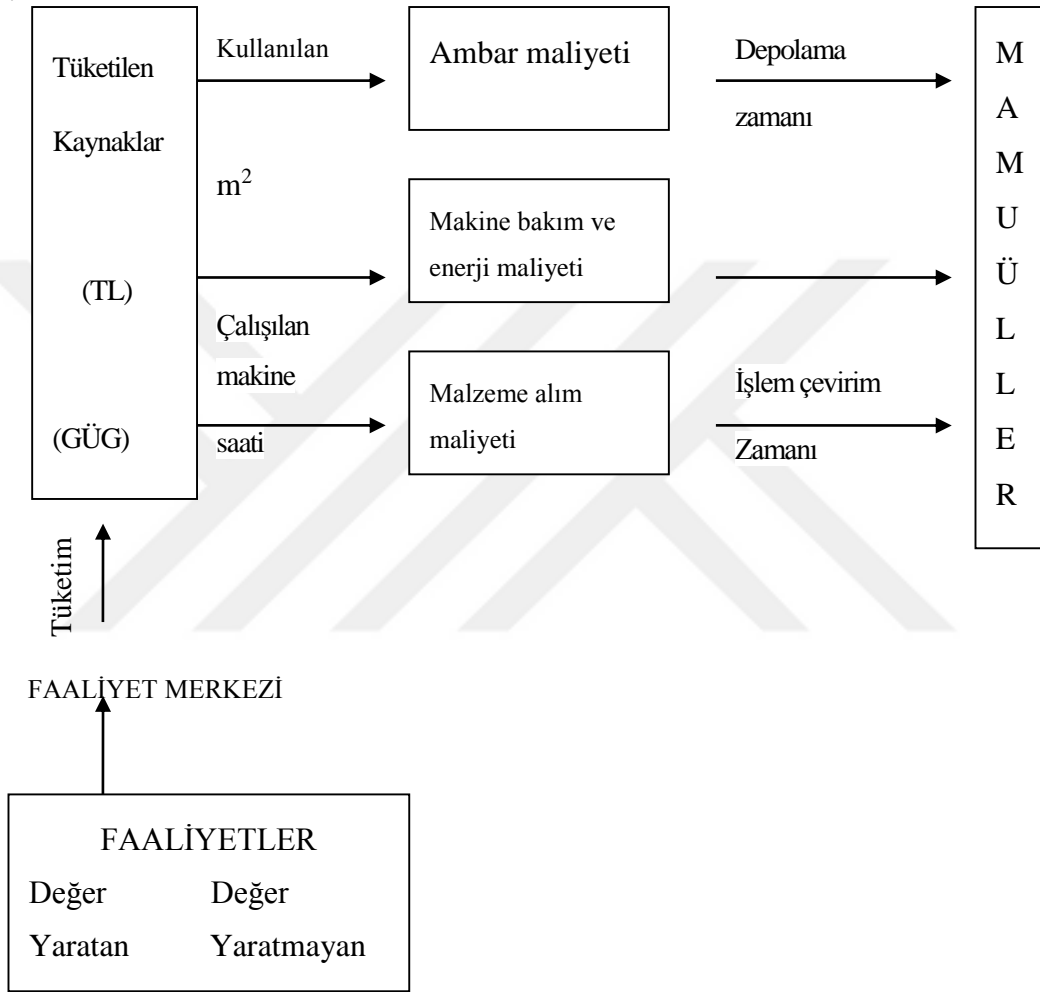 Tüketilen
Kaynaklar
(TL)
(GÜG)
Kullanılan
m²
Çalışılan
makine
saati
Ambar maliyeti
Makine bakım ve
enerji maliyeti
Malzeme alım
maliyeti
Depolama
zamanı
İşlem çevirim
Zamanı
M
A
M
U
Ü
L
L
E
R
Tüketim
FAALİYET MERKEZİ
FAALİYETLER
Değer Değer
Yaratan Yaratmayan